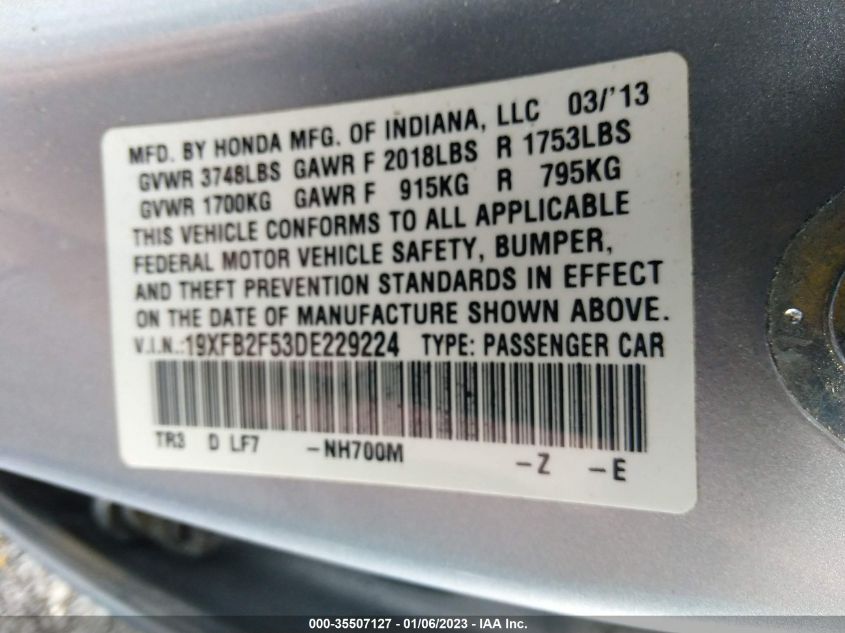 MFD. BY HONDA MFG. OF INDIANA, LLC 03/'13
GVWR 3748LBS GAWR F 2018LBS R 1753LBS
GVWR 1700KG GAWR F 915KG R 795KG
THIS VEHICLE CONFORMS TO ALL APPLICABLE
FEDERAL MOTOR VEHICLE SAFETY, BUMPER,
AND THEFT PREVENTION STANDARDS IN EFFECT
ON THE DATE OF MANUFACTURE SHOWN ABOVE.
V.I.N.:19XFB2F53DE229224 TYPE: PASSENGER CAR
TR3 D LF7 -NH700M -Z -E
000-35507127 - 01/06/2023 - © IAA Inc.